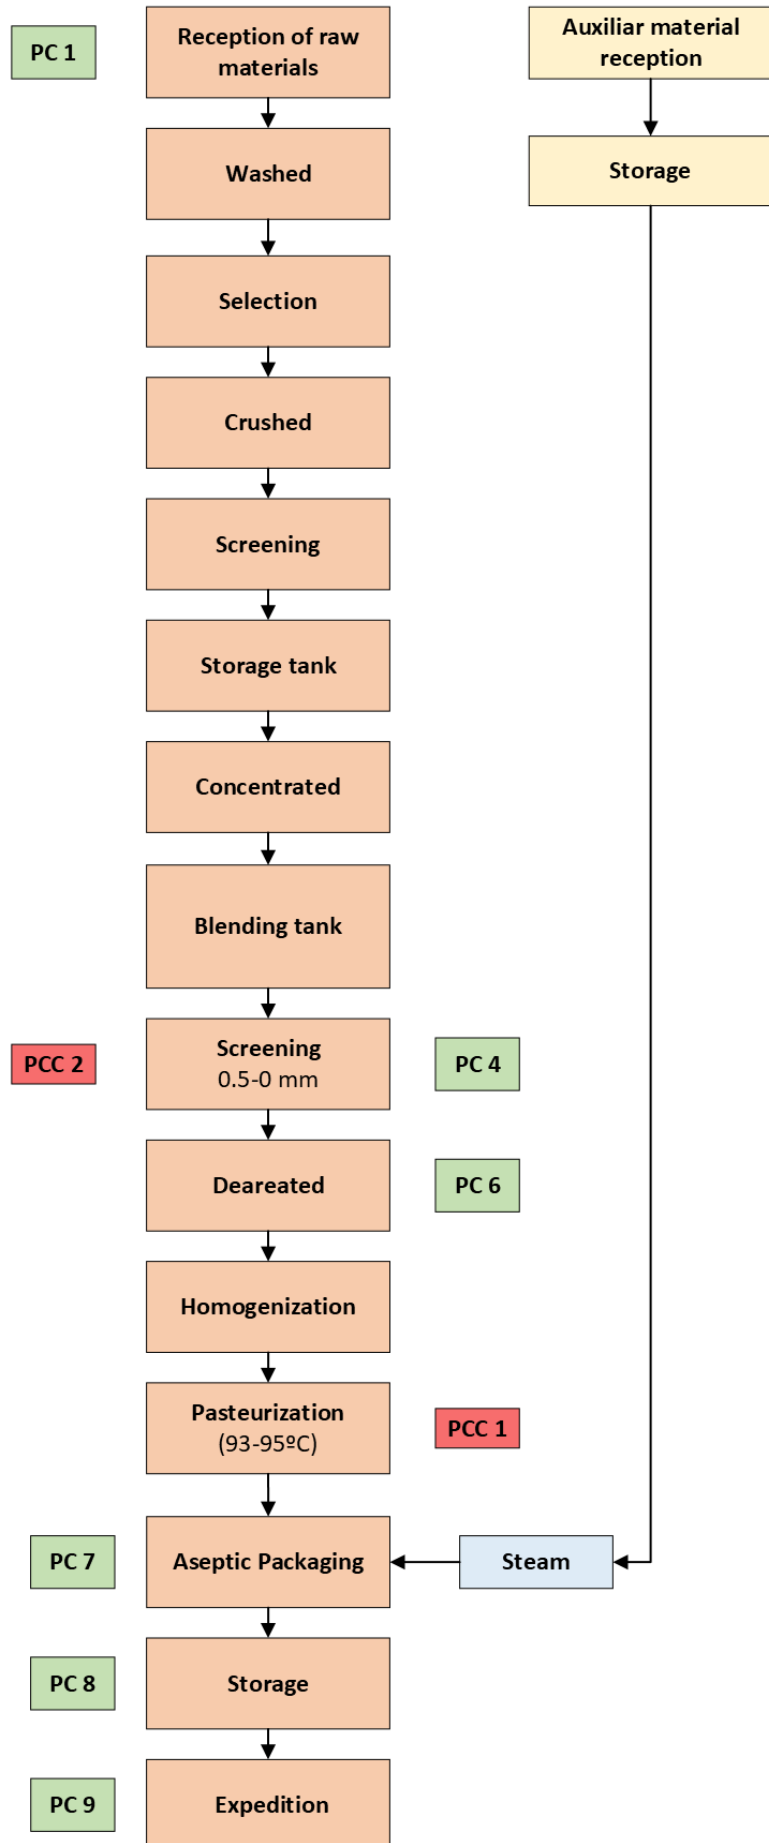 PC 1
Reception of raw
materials
Auxiliar material
reception
Washed
Storage
Selection
Crushed
Screening
Storage tank
Concentrated
Blending tank
PCC 2
Screening
0.5-0 mm
PC 4
Deareated
PC 6
Homogenization
Pasteurization
(93-95ºC)
PCC 1
PC 7
Aseptic Packaging
Steam
PC 8
Storage
PC 9
Expedition